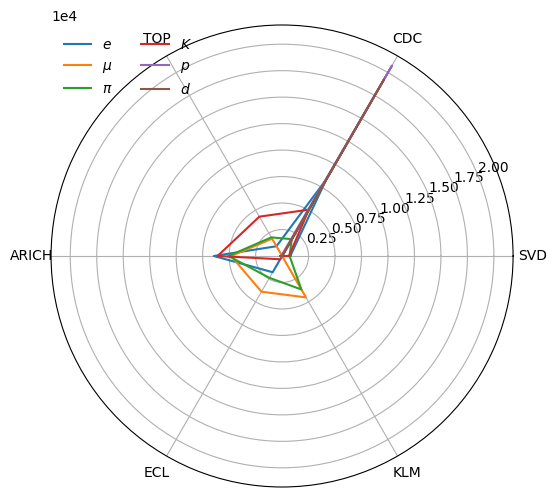 1e4
TOP
CDC
e
K
μ
p
π
d
2.00
1.75
1.50
1.25
1.00
0.75
0.50
0.25
ARICH
SVD
ECL
KLM